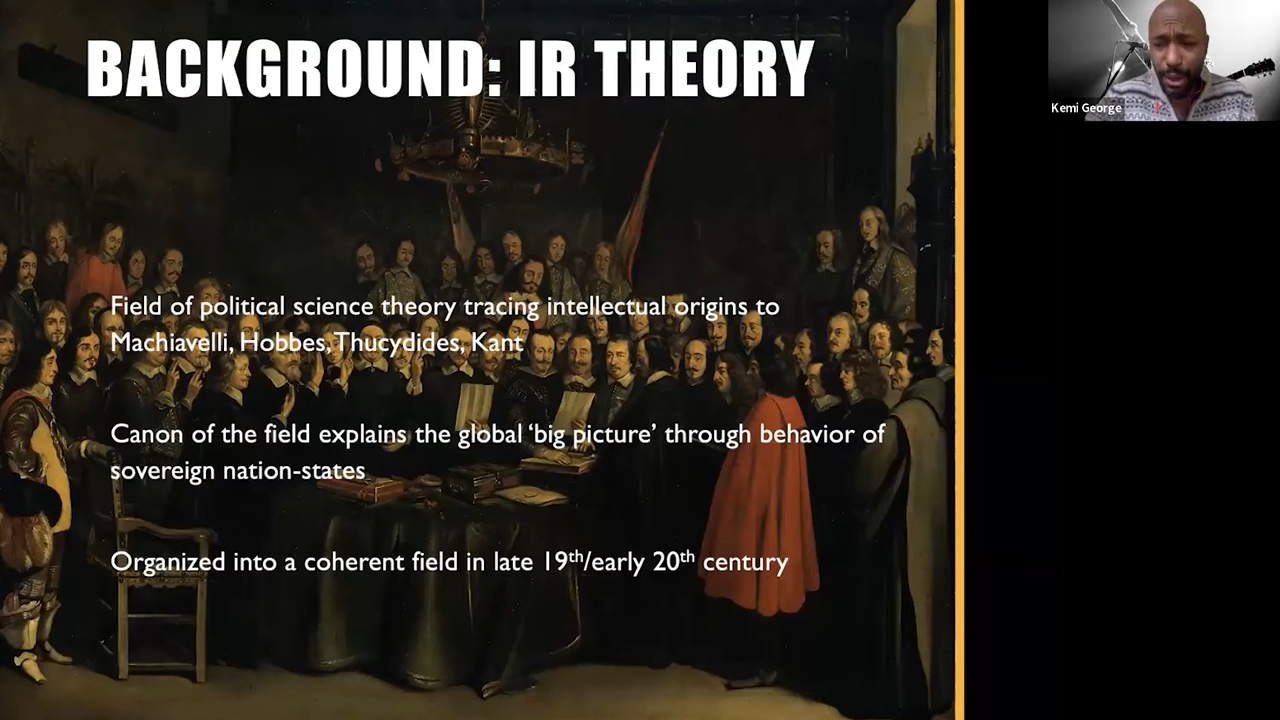 BACKGROUND: IR THEORY
Kemi George
Field of political science theory tracing intellectual origins to
Machiavelli, Hobbes,Thucydides, Kant
Canon of the field explains the global ‘big picture’ through behavior of
sovereign nation-states
Organized into a coherent field in late 19th/early 20th century